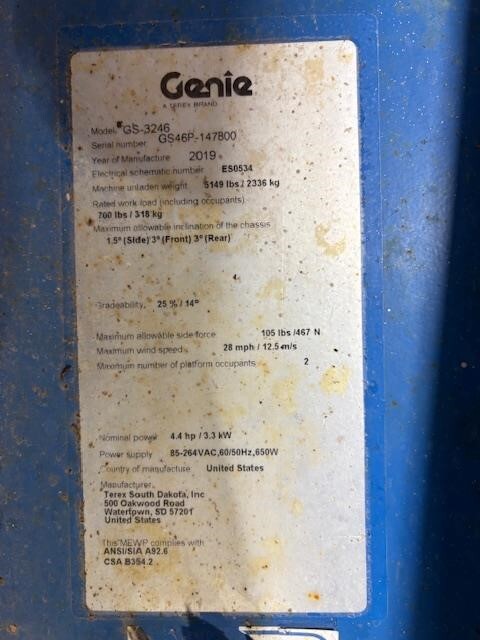 Genie
A TEREX BRAND
Model: GS-3246
Serial number: GS46P-147800
Year of Manufacture 2019
Electrical schematic number ES0534
Machine unladen weight 5149 lbs / 2336 kg
Rated work load (including occupants)
700 lbs / 318 kg
Maximum allowable inclination of the chassis
1.5° (Side) 3° (Front) 3° (Rear)
Gradeability 25 % / 14°
Maximum allowable side force 105 lbs /467 N
Maximum wind speed 28 mph / 12.5 m/s
Maximum number of platform occupants 2
Nominal power 4.4 hp / 3.3 kW
Power supply 85-264VAC,60/50Hz,650W
Country of manufacture United States
Manufacturer
Terex South Dakota, Inc
500 Oakwood Road
Watertown, SD 57201
United States
This MEWP complies with
ANSI/SIA A92.6
CSA B354.2